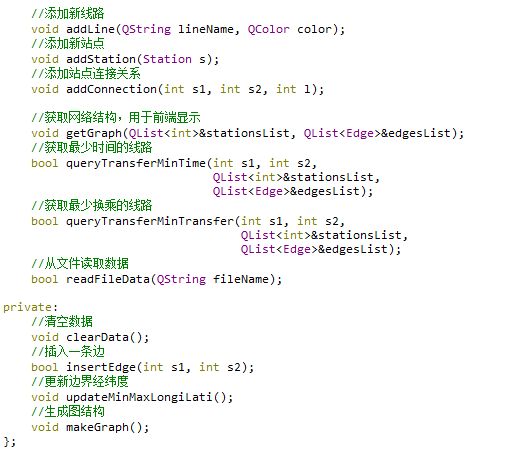 //添加新线路
void addLine(QString lineName, QColor color);
//添加新站点
void addStation(Station s);
//添加站点连接关系
void addConnection(int s1, int s2, int l);

//获取网络结构，用于前端显示
void getGraph(QList<int>&stationsList, QList<Edge>&edgesList);
//获取最少时间的线路
bool queryTransferMinTime(int s1, int s2,
QList<int>&stationsList,
QList<Edge>&edgesList);
//获取最少换乘的线路
bool queryTransferMinTransfer(int s1, int s2,
QList<int>&stationsList,
QList<Edge>&edgesList);
//从文件读取数据
bool readFileData(QString fileName);

private:
//清空数据
void clearData();
//插入一条边
bool insertEdge(int s1, int s2);
//更新边界经纬度
void updateMinMaxLongiLati();
//生成图结构
void makeGraph();
};